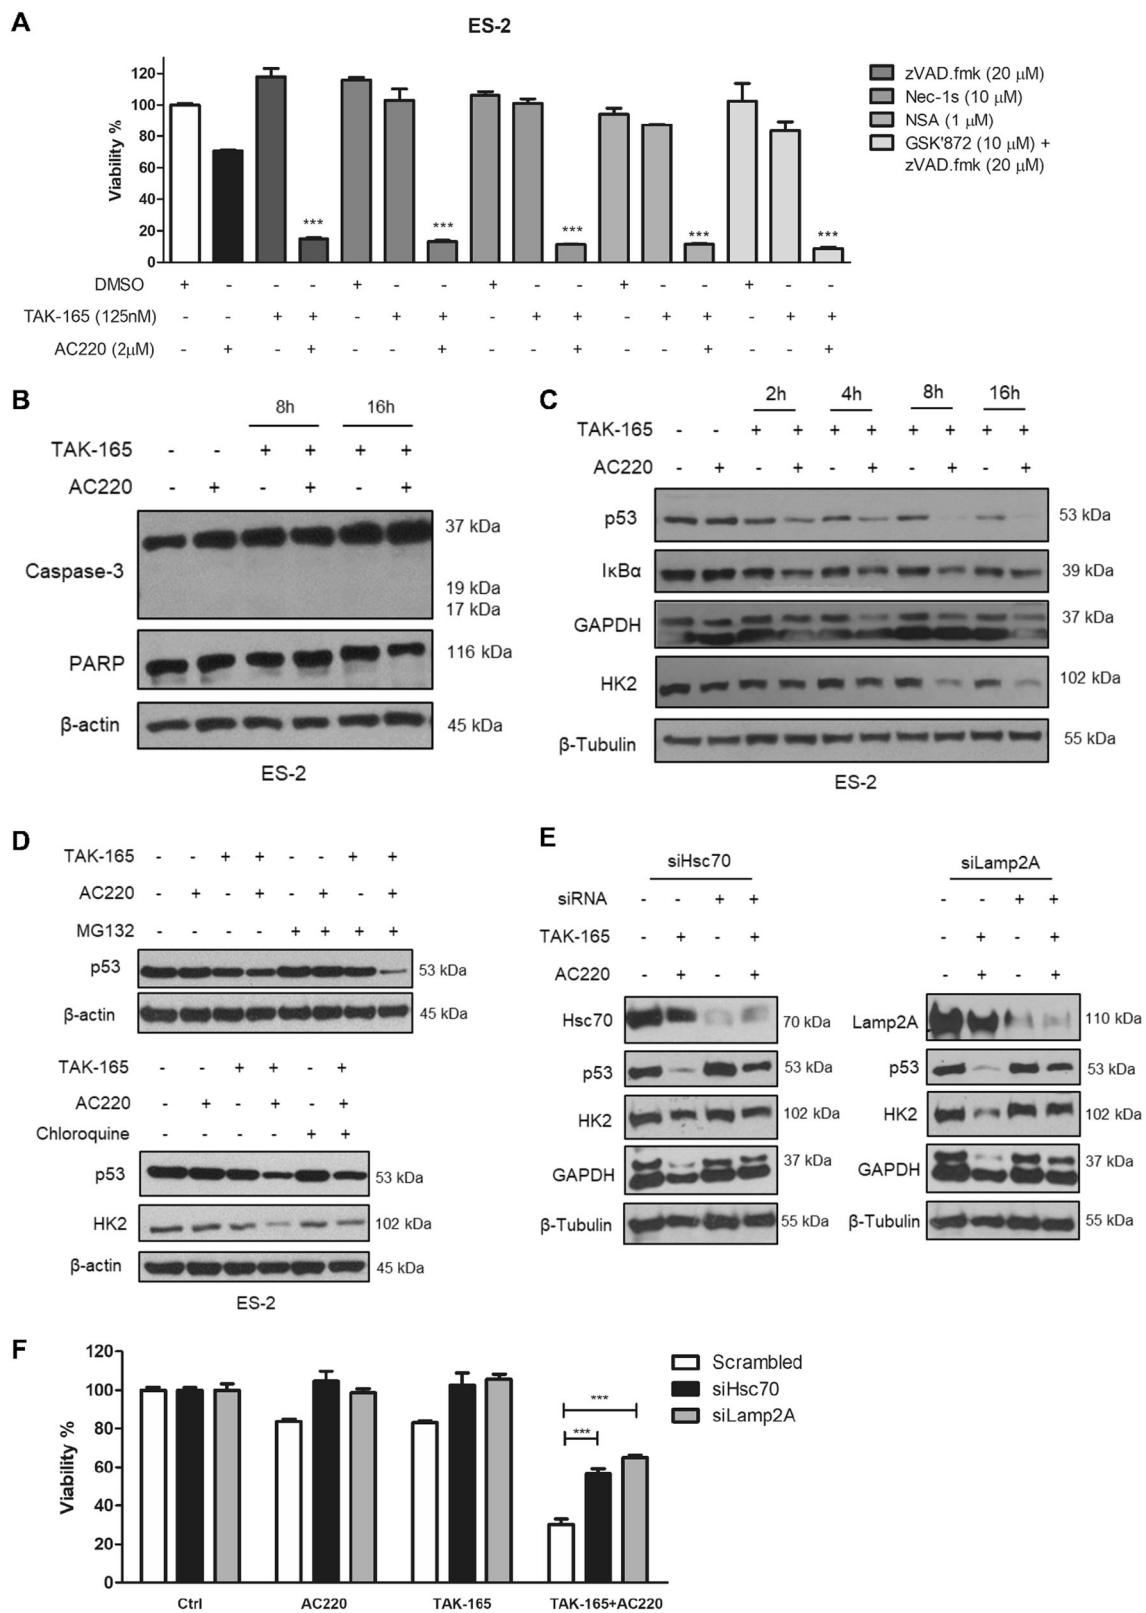 A
ES-2
Viability %
120
100
80
60
40
20
0
*** *** *** *** ***
zVAD.fmk (20 μM)
Nec-1s (10 μM)
NSA (1 μM)
GSK'872 (10 μM) +
zVAD.fmk (20 μM)
DMSO + - - - + - - + - - + - - + - -
TAK-165 (125nM) - - + + - + + - + + - + + - + +
AC220 (2μM) - + - + - - + - - + - - + - - +
B
8h 16h
TAK-165 - - + + + +
AC220 - + - + - +
Caspase-3
37 kDa
19 kDa
17 kDa
PARP 116 kDa
β-actin 45 kDa
ES-2
C
2h 4h 8h 16h
TAK-165 - - + + + + + + + +
AC220 - + - + - + - + - +
p53 53 kDa
IκBα 39 kDa
GAPDH 37 kDa
HK2 102 kDa
β-Tubulin 55 kDa
ES-2
D
TAK-165 - - + + - - + +
AC220 - + - + - + - +
MG132 - - - - + + + +
p53 53 kDa
β-actin 45 kDa
TAK-165 - - + + - +
AC220 - + - + - +
Chloroquine - - - - + +
p53 53 kDa
HK2 102 kDa
β-actin 45 kDa
ES-2
E
siHsc70 siLamp2A
siRNA - - + + - - + +
TAK-165 - + - + - + - +
AC220 - + - + - + - +
Hsc70 70 kDa Lamp2A 110 kDa
p53 53 kDa p53 53 kDa
HK2 102 kDa HK2 102 kDa
GAPDH 37 kDa GAPDH 37 kDa
β-Tubulin 55 kDa β-Tubulin 55 kDa
F
Viability %
120
100
80
60
40
20
0
***
***
Scrambled
siHsc70
siLamp2A
Ctrl AC220 TAK-165 TAK-165+AC220